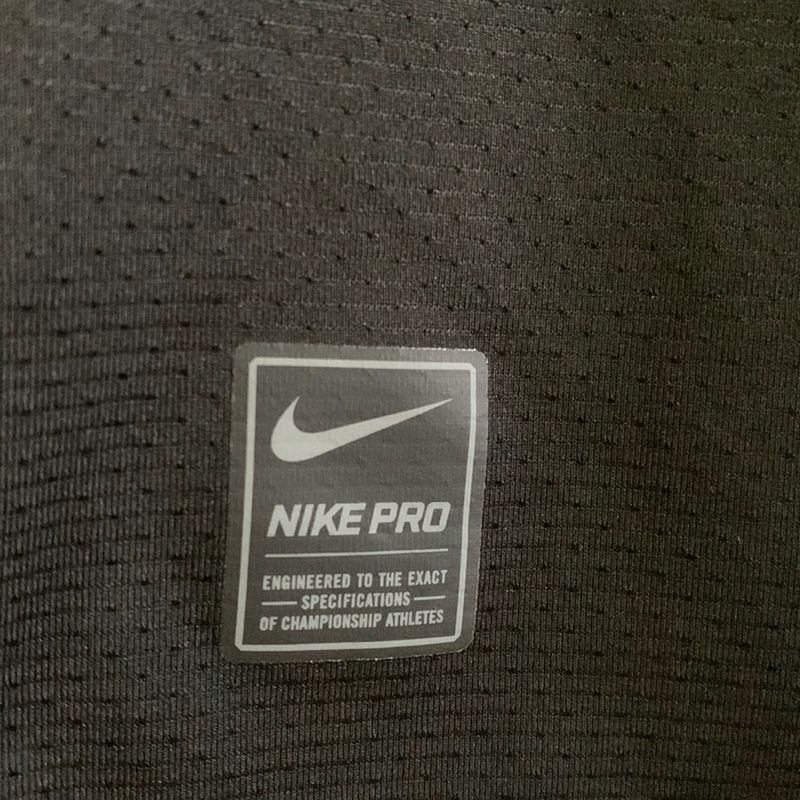 NIKE PRO
ENGINEERED TO THE EXACT
SPECIFICATIONS
OF CHAMPIONSHIP ATHLETES